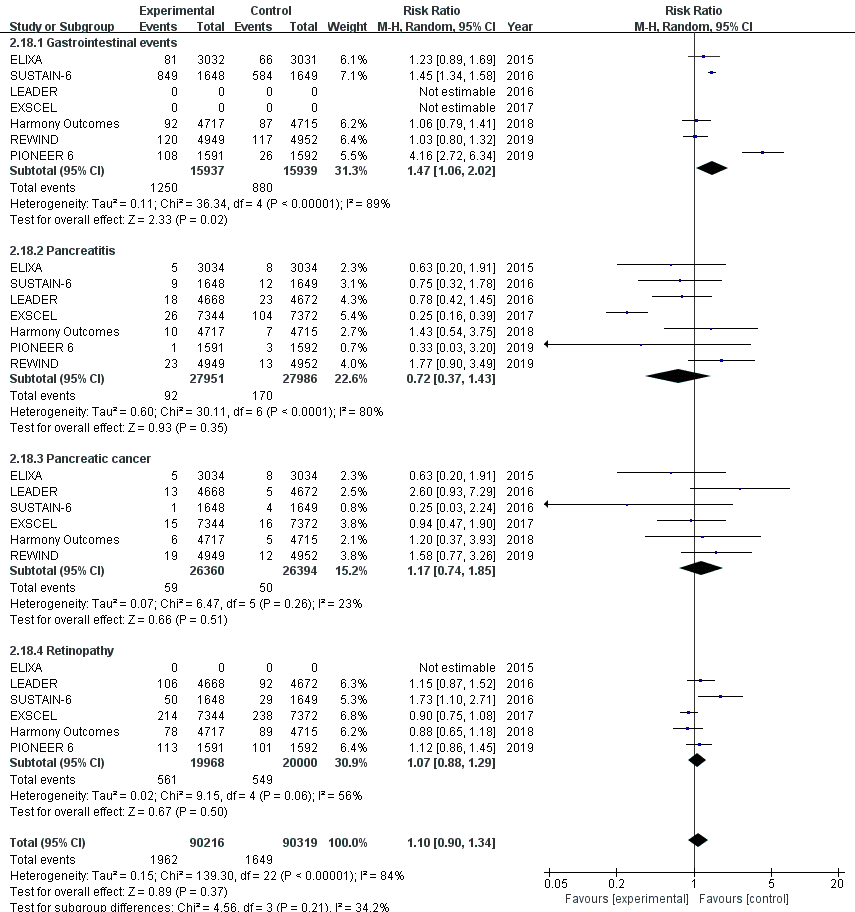 Experimental Control Risk Ratio Risk Ratio
Study or Subgroup Events Total Events Total Weight M-H, Random, 95% CI Year M-H, Random, 95% CI
2.18.1 Gastrointestinal events
ELIXA 81 3032 66 3031 6.1% 1.23 [0.89, 1.69] 2015
SUSTAIN-6 849 1648 584 1649 7.1% 1.45 [1.34, 1.58] 2016
LEADER 0 0 0 0 Not estimable 2016
EXSCEL 0 0 0 0 Not estimable 2017
Harmony Outcomes 92 4717 87 4715 6.2% 1.06 [0.79, 1.41] 2018
REWIND 120 4949 117 4952 6.4% 1.03 [0.80, 1.32] 2019
PIONEER 6 108 1591 26 1592 5.5% 4.16 [2.72, 6.34] 2019
Subtotal (95% CI) 15937 15939 31.3% 1.47 [1.06, 2.02]
Total events 1250 880
Heterogeneity: Tau² = 0.11; Chi² = 36.34, df = 4 (P < 0.00001); I² = 89%
Test for overall effect: Z = 2.33 (P = 0.02)
2.18.2 Pancreatitis
ELIXA 5 3034 8 3034 2.3% 0.63 [0.20, 1.91] 2015
SUSTAIN-6 9 1648 12 1649 3.1% 0.75 [0.32, 1.78] 2016
LEADER 18 4668 23 4672 4.3% 0.78 [0.42, 1.45] 2016
EXSCEL 26 7344 104 7372 4.8% 0.25 [0.16, 0.39] 2017
Harmony Outcomes 10 4717 7 4715 2.7% 1.43 [0.54, 3.75] 2018
PIONEER 6 1 1591 3 1592 0.7% 0.33 [0.03, 3.20] 2019
REWIND 23 4949 13 4952 4.0% 1.77 [0.90, 3.49] 2019
Subtotal (95% CI) 27951 27986 22.6% 0.72 [0.37, 1.43]
Total events 92 170
Heterogeneity: Tau² = 0.60; Chi² = 30.11, df = 6 (P < 0.0001); I² = 80%
Test for overall effect: Z = 0.93 (P = 0.35)
2.18.3 Pancreatic cancer
ELIXA 5 3034 8 3034 2.3% 0.63 [0.20, 1.91] 2015
LEADER 13 4668 5 4672 2.5% 2.60 [0.93, 7.29] 2016
SUSTAIN-6 1 1648 4 1649 0.8% 0.25 [0.03, 2.24] 2016
EXSCEL 15 7344 16 7372 3.8% 0.94 [0.47, 1.90] 2017
Harmony Outcomes 6 4717 5 4715 2.1% 1.20 [0.37, 3.93] 2018
REWIND 19 4949 12 4952 3.8% 1.58 [0.77, 3.26] 2019
Subtotal (95% CI) 26360 26394 15.2% 1.17 [0.74, 1.85]
Total events 59 50
Heterogeneity: Tau² = 0.07; Chi² = 6.47, df = 5 (P = 0.26); I² = 23%
Test for overall effect: Z = 0.66 (P = 0.51)
2.18.4 Retinopathy
ELIXA 0 0 0 0 Not estimable 2015
LEADER 106 4668 92 4672 6.3% 1.15 [0.87, 1.52] 2016
SUSTAIN-6 50 1648 29 1649 5.3% 1.73 [1.10, 2.71] 2016
EXSCEL 214 7344 238 7372 6.8% 0.90 [0.75, 1.08] 2017
Harmony Outcomes 78 4717 89 4715 6.2% 0.88 [0.65, 1.18] 2018
PIONEER 6 113 1591 101 1592 6.4% 1.12 [0.86, 1.45] 2019
Subtotal (95% CI) 19968 20000 30.9% 1.07 [0.88, 1.29]
Total events 561 549
Heterogeneity: Tau² = 0.02; Chi² = 9.15, df = 4 (P = 0.06); I² = 56%
Test for overall effect: Z = 0.67 (P = 0.50)
Total (95% CI) 90216 90319 100.0% 1.10 [0.90, 1.34]
Total events 1962 1649
Heterogeneity: Tau² = 0.15; Chi² = 139.30, df = 22 (P < 0.00001); I² = 84%
Test for overall effect: Z = 0.89 (P = 0.37)
Test for subgroup differences: Chi² = 4.56, df = 3 (P = 0.21), I² = 34.2%
0.05 0.2 1 5 20
Favours [experimental] Favours [control]